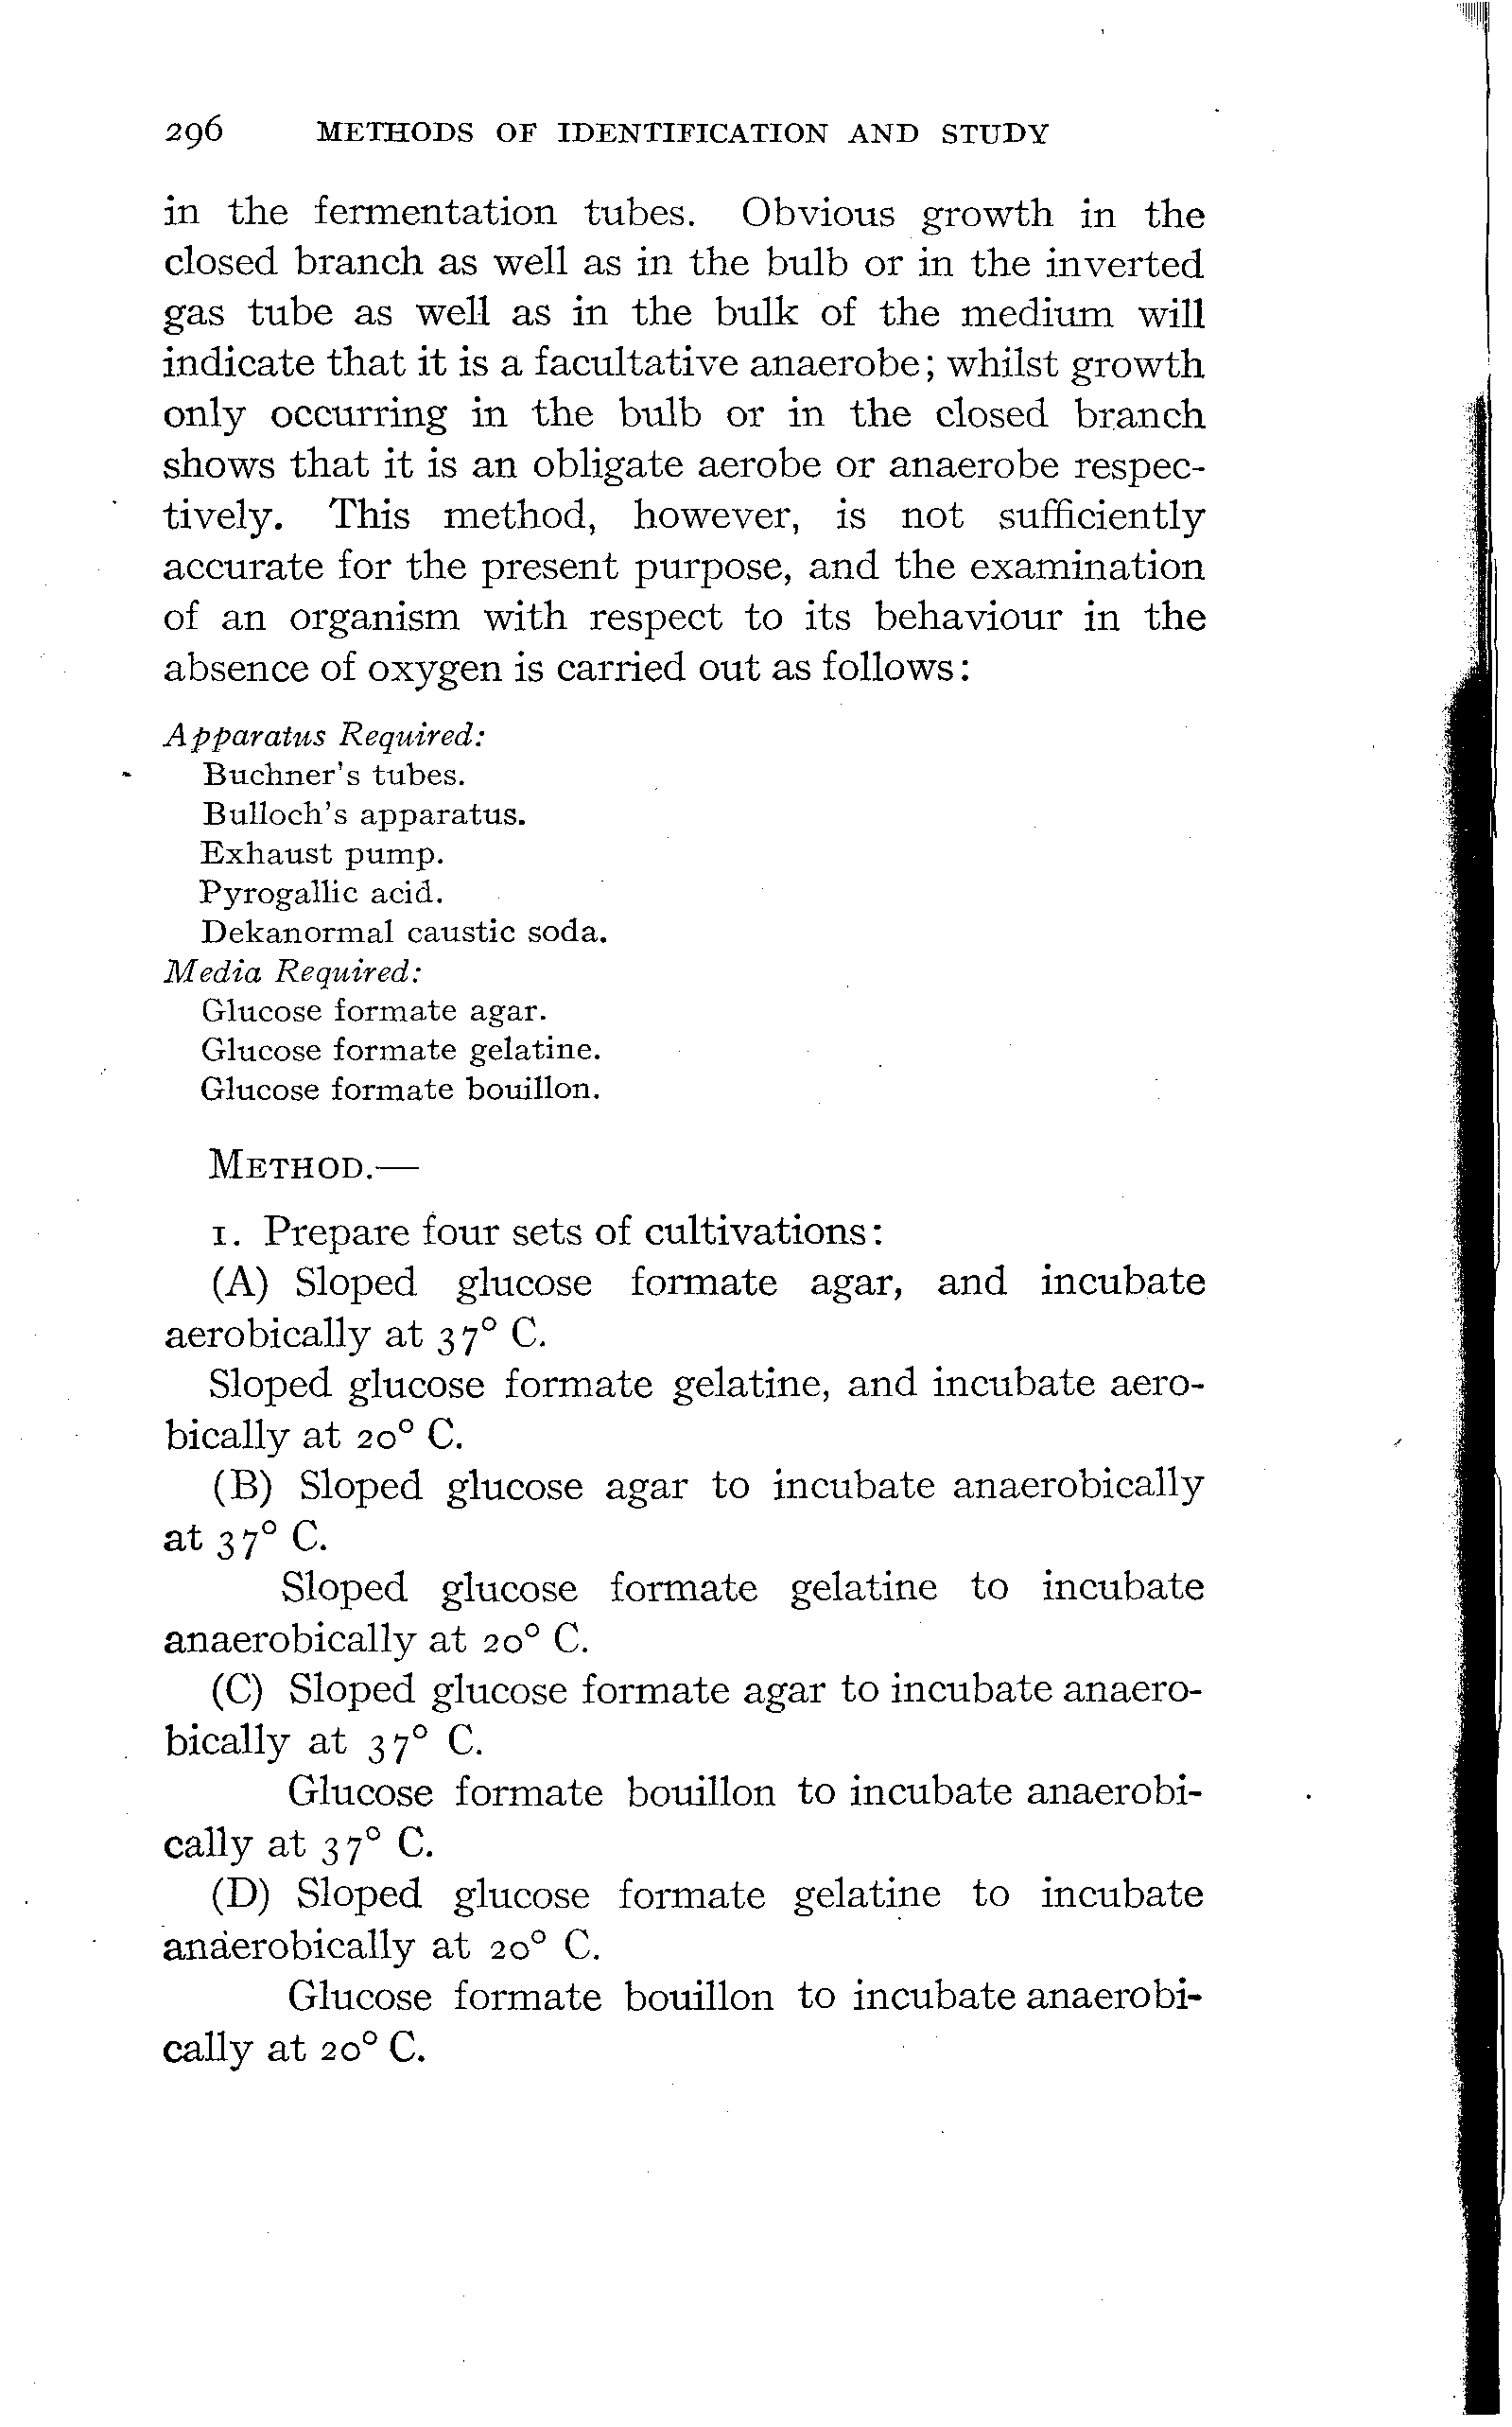 296 METHODS OF IDENTIFICATION AND STUDY
in the fermentation tubes. Obvious growth in the
closed branch as well as in the bulb or in the inverted
gas tube as well as in the bulk of the medium will
indicate that it is a facultative anaerobe; whilst growth
only occurring in the bulb or in the closed branch
shows that it is an obligate aerobe or anaerobe respec-
tively. This method, however, is not sufficiently
accurate for the present purpose, and the examination
of an organism with respect to its behaviour in the
absence of oxygen is carried out as follows:
Apparatus Required:
Buchner's tubes.
Bulloch's apparatus.
Exhaust pump.
Pyrogallic acid.
Dekanormal caustic soda.
Media Required:
Glucose formate agar.
Glucose formate gelatine.
Glucose formate bouillon.
METHOD.—
1. Prepare four sets of cultivations:
(A) Sloped glucose formate agar, and incubate
aerobically at 37° C.
Sloped glucose formate gelatine, and incubate aero-
bically at 20° C.
(B) Sloped glucose agar to incubate anaerobically
at 37° C.
Sloped glucose formate gelatine to incubate
anaerobically at 20° C.
(C) Sloped glucose formate agar to incubate anaero-
bically at 37° C.
Glucose formate bouillon to incubate anaerobi-
cally at 37° C.
(D) Sloped glucose formate gelatine to incubate
anaerobically at 20° C.
Glucose formate bouillon to incubate anaerobi-
cally at 20° C.